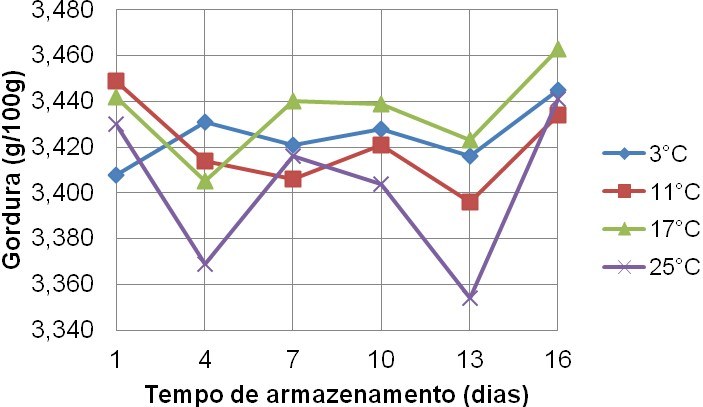 3,480
3,460
3,440
3,420
3,400
3,380
3,360
3,340
Gordura (g/100g)
1 4 7 10 13 16
Tempo de armazenamento (dias)
3°C
11°C
17°C
25°C